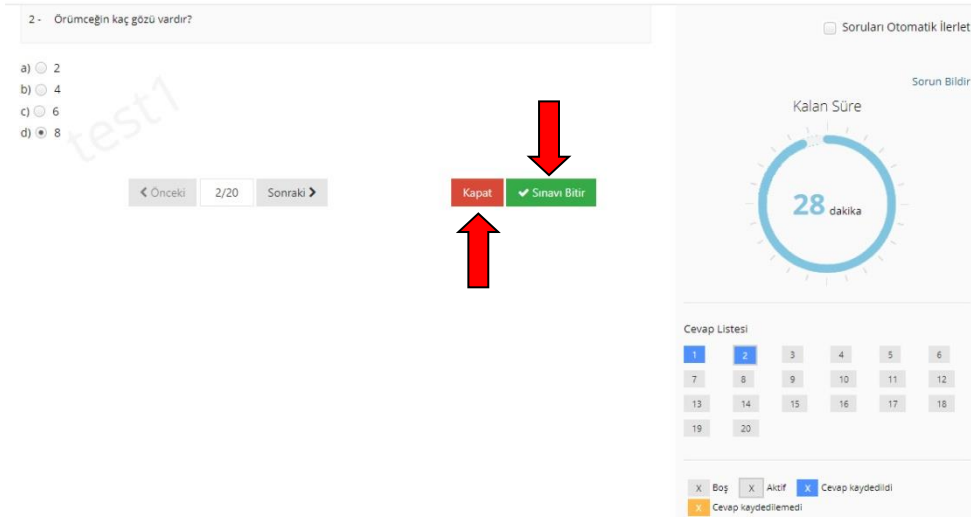 2 - Örümceğin kaç gözü vardır?
a) 2
b) 4
c) 6
d) 8
test1
Önceki 2/20 Sonraki
Kapat Sınavı Bitir
Soruları Otomatik İlerlet
Sorun Bildir
Kalan Süre
28 dakika
Cevap Listesi
1 2 3 4 5 6
7 8 9 10 11 12
13 14 15 16 17 18
19 20
X Boş X Aktif X Cevap kaydedildi
X Cevap kaydedilemedi